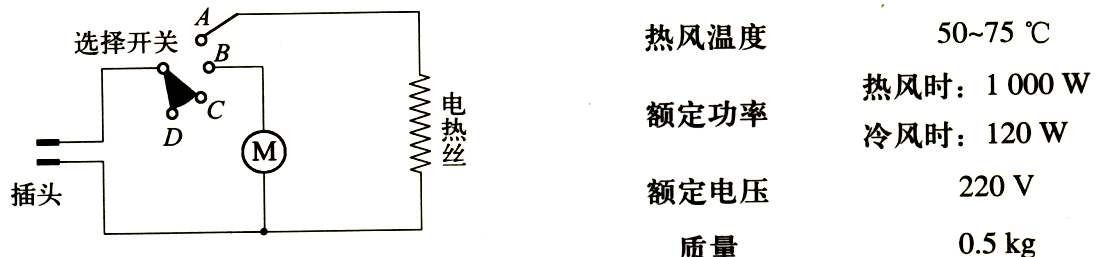 选择开关
A
B
C
D
M
插头
电热丝
热风温度 50~75 ℃
额定功率 热风时：1 000 W
冷风时：120 W
额定电压 220 V
质量 0.5 kg